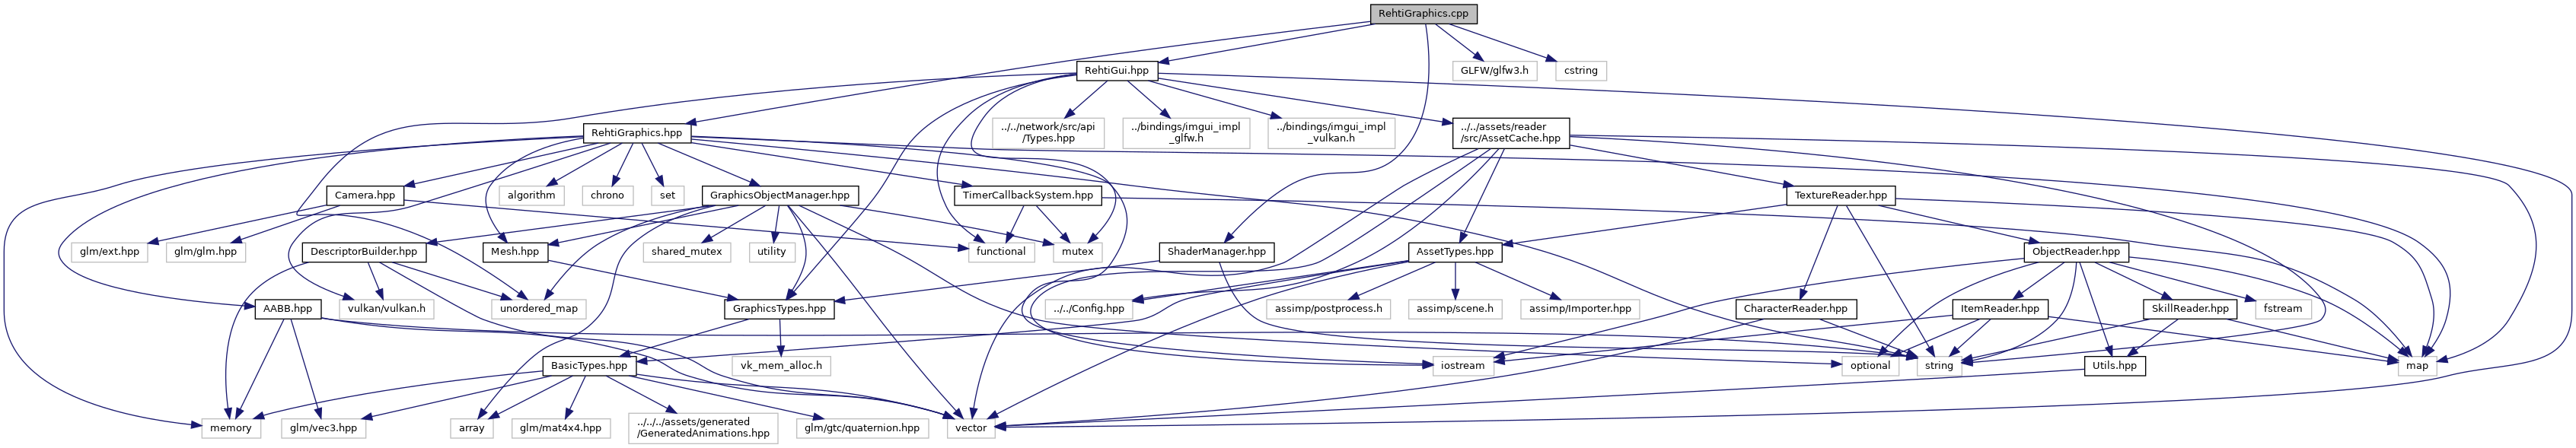 RehtiGraphics.cpp
RehtiGui.hpp
GLFW/glfw3.h
cstring
RehtiGraphics.hpp
../../network/src/api
/Types.hpp
../bindings/imgui_impl
_glfw.h
../bindings/imgui_impl
_vulkan.h
../../assets/reader
/src/AssetCache.hpp
Camera.hpp
algorithm
chrono
set
GraphicsObjectManager.hpp
TimerCallbackSystem.hpp
TextureReader.hpp
glm/ext.hpp
glm/glm.hpp
DescriptorBuilder.hpp
Mesh.hpp
shared_mutex
utility
functional
mutex
ShaderManager.hpp
AssetTypes.hpp
ObjectReader.hpp
AABB.hpp
vulkan/vulkan.h
unordered_map
GraphicsTypes.hpp
../../Config.hpp
assimp/postprocess.h
assimp/scene.h
assimp/Importer.hpp
CharacterReader.hpp
ItemReader.hpp
SkillReader.hpp
fstream
BasicTypes.hpp
vk_mem_alloc.h
iostream
optional
string
Utils.hpp
map
memory
glm/vec3.hpp
array
glm/mat4x4.hpp
../../../assets/generated
/GeneratedAnimations.hpp
glm/gtc/quaternion.hpp
vector